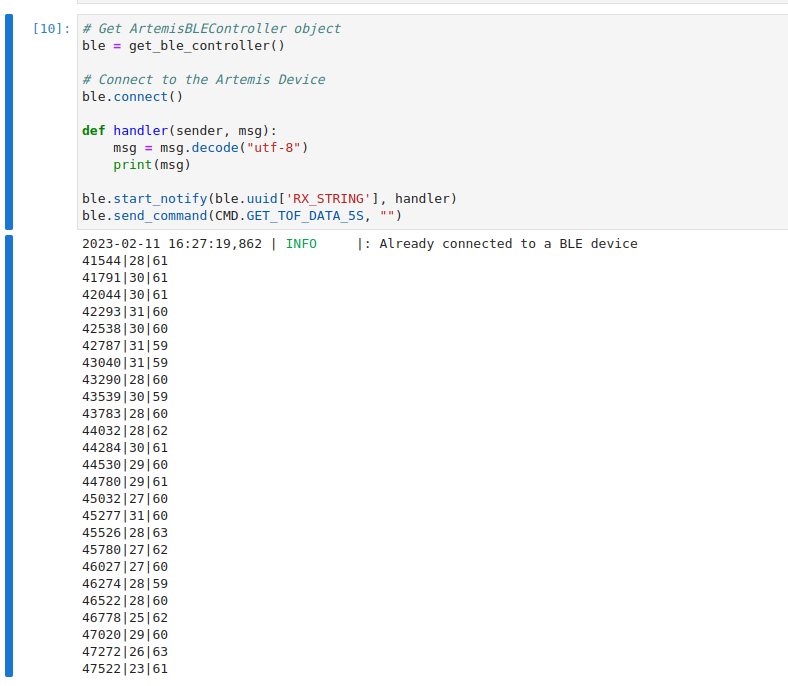 [10]: # Get ArtemisBLEController object
ble = get_ble_controller()
# Connect to the Artemis Device
ble.connect()
def handler(sender, msg):
    msg = msg.decode("utf-8")
    print(msg)
ble.start_notify(ble.uuid['RX_STRING'], handler)
ble.send_command(CMD.GET_TOF_DATA_5S, "")
2023-02-11 16:27:19,862 | INFO     |: Already connected to a BLE device
41544|28|61
41791|30|61
42044|30|61
42293|31|60
42538|30|60
42787|31|59
43040|31|59
43290|28|60
43539|30|59
43783|28|60
44032|28|62
44284|30|61
44530|29|60
44780|29|61
45032|27|60
45277|31|60
45526|28|63
45780|27|62
46027|27|60
46274|28|59
46522|28|60
46778|25|62
47020|29|60
47272|26|63
47522|23|61